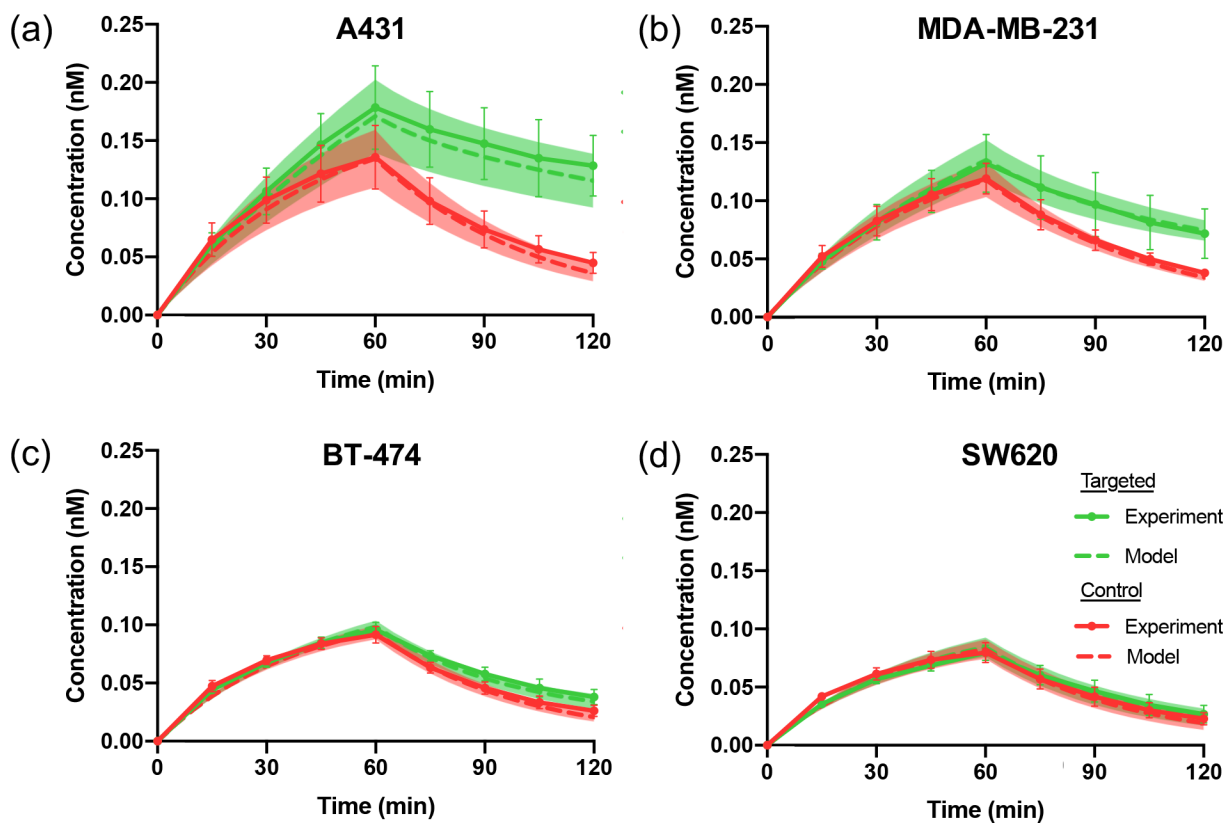 (a)
A431
Concentration (nM)
0.25
0.20
0.15
0.10
0.05
0.00
0 30 60 90 120
Time (min)
(b)
MDA-MB-231
Concentration (nM)
0.25
0.20
0.15
0.10
0.05
0.00
0 30 60 90 120
Time (min)
(c)
BT-474
Concentration (nM)
0.25
0.20
0.15
0.10
0.05
0.00
0 30 60 90 120
Time (min)
(d)
SW620
Concentration (nM)
0.25
0.20
0.15
0.10
0.05
0.00
0 30 60 90 120
Time (min)
Targeted
Experiment
Model
Control
Experiment
Model